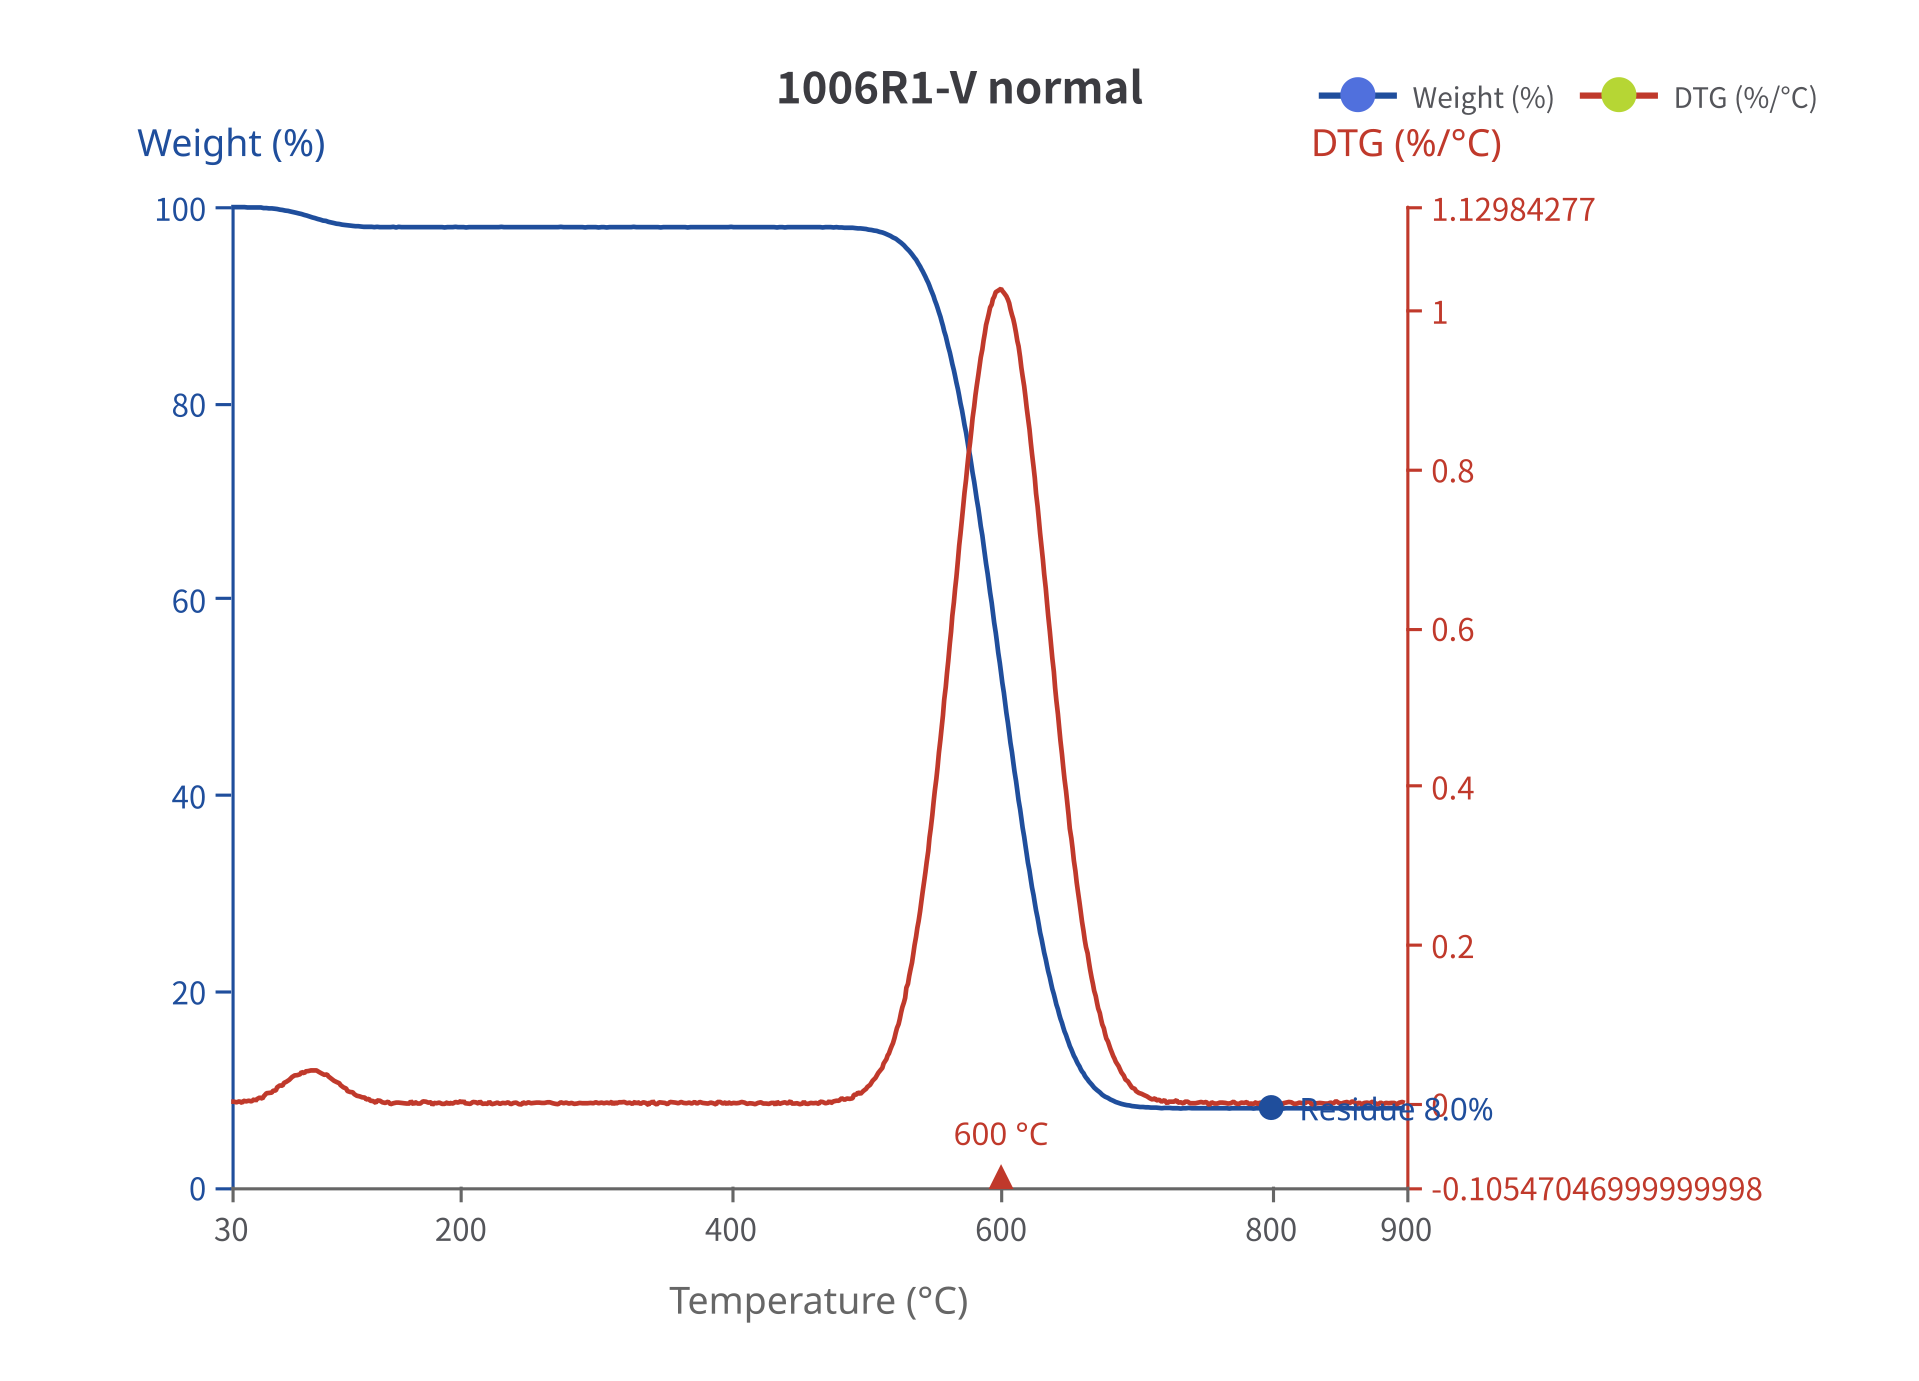 1006R1-V normal
Weight (%)
DTG (%/°C)
Weight (%)
DTG (%/°C)
100
80
60
40
20
0
1.12984277
1
0.8
0.6
0.4
0.2
0
-0.10547046999999998
Residue 8.0%
600 °C
30
200
400
600
800
900
Temperature (°C)